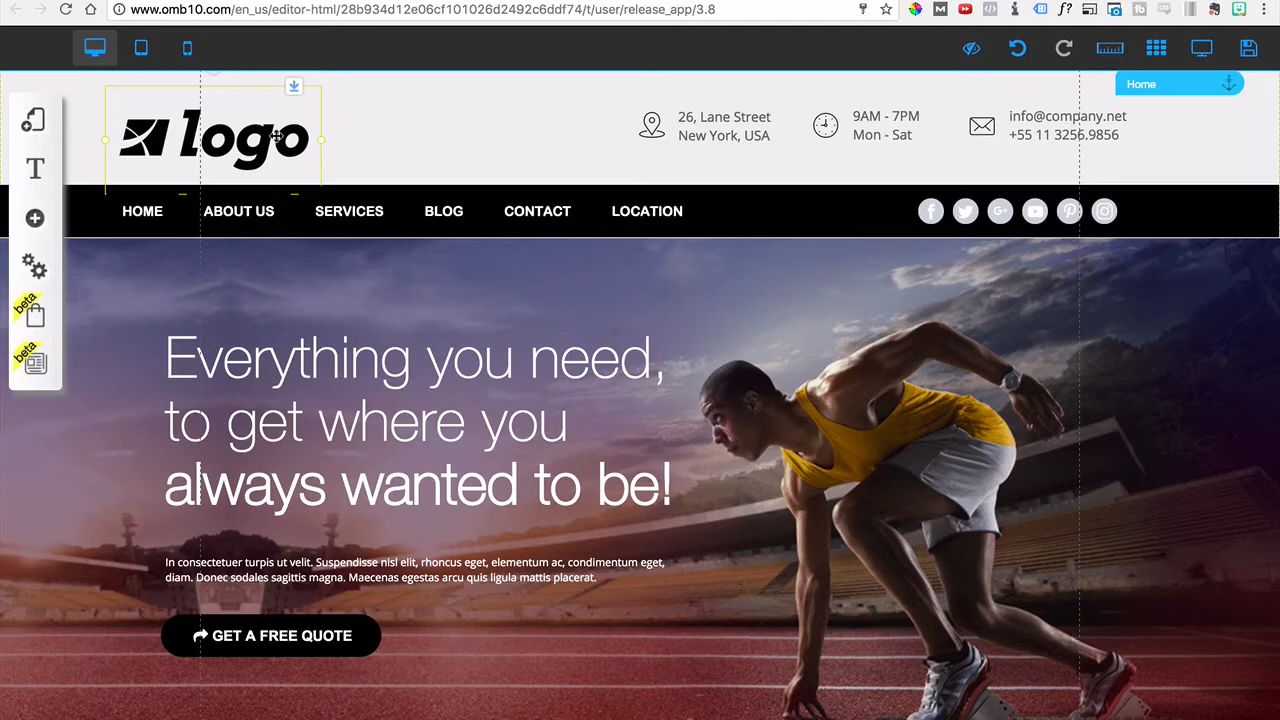 www.omb10.com/en_us/editor-html/28b934d12e06cf101026d2492c6ddf74/t/user/release_app/3.8
Home
logo
26, Lane Street
New York, USA
9AM - 7PM
Mon - Sat
info@company.net
+55 11 3256.9856
HOME
ABOUT US
SERVICES
BLOG
CONTACT
LOCATION
T
beta
beta
Everything you need,
to get where you
always wanted to be!
In consectetuer turpis ut velit. Suspendisse nisl elit, rhoncus eget, elementum ac, condimentum eget,
diam. Donec sodales sagittis magna. Maecenas egestas arcu quis ligula mattis placerat.
GET A FREE QUOTE